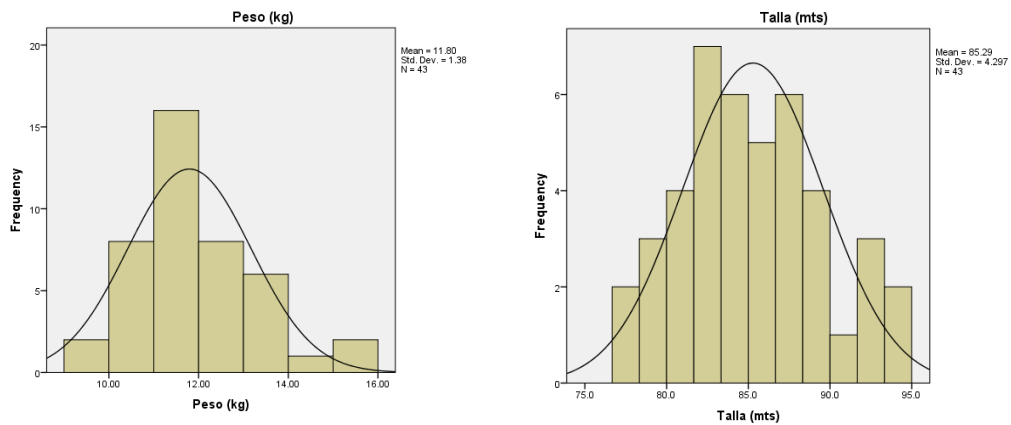 Peso (kg)
Mean = 11.80
Std. Dev. = 1.38
N = 43
Frequency
20
15
10
5
0
10.00 12.00 14.00 16.00
Peso (kg)
Talla (mts)
Mean = 85.29
Std. Dev. = 4.297
N = 43
Frequency
6
4
2
0
75.0 80.0 85.0 90.0 95.0
Talla (mts)